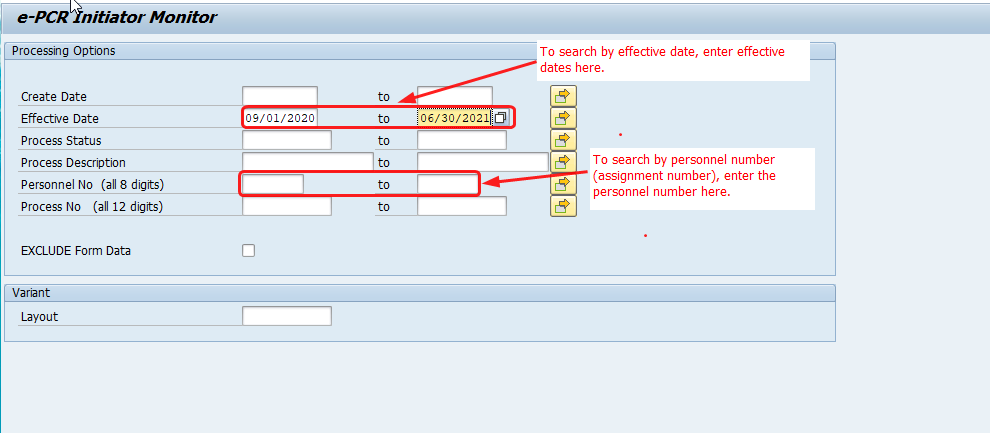 e-PCR Initiator Monitor
Processing Options
To search by effective date, enter effective
dates here.
Create Date to
Effective Date 09/01/2020 to 06/30/2021
Process Status to
Process Description to
To search by personnel number
(assignment number), enter the
personnel number here.
Personnel No (all 8 digits) to
Process No (all 12 digits) to
EXCLUDE Form Data
Variant
Layout